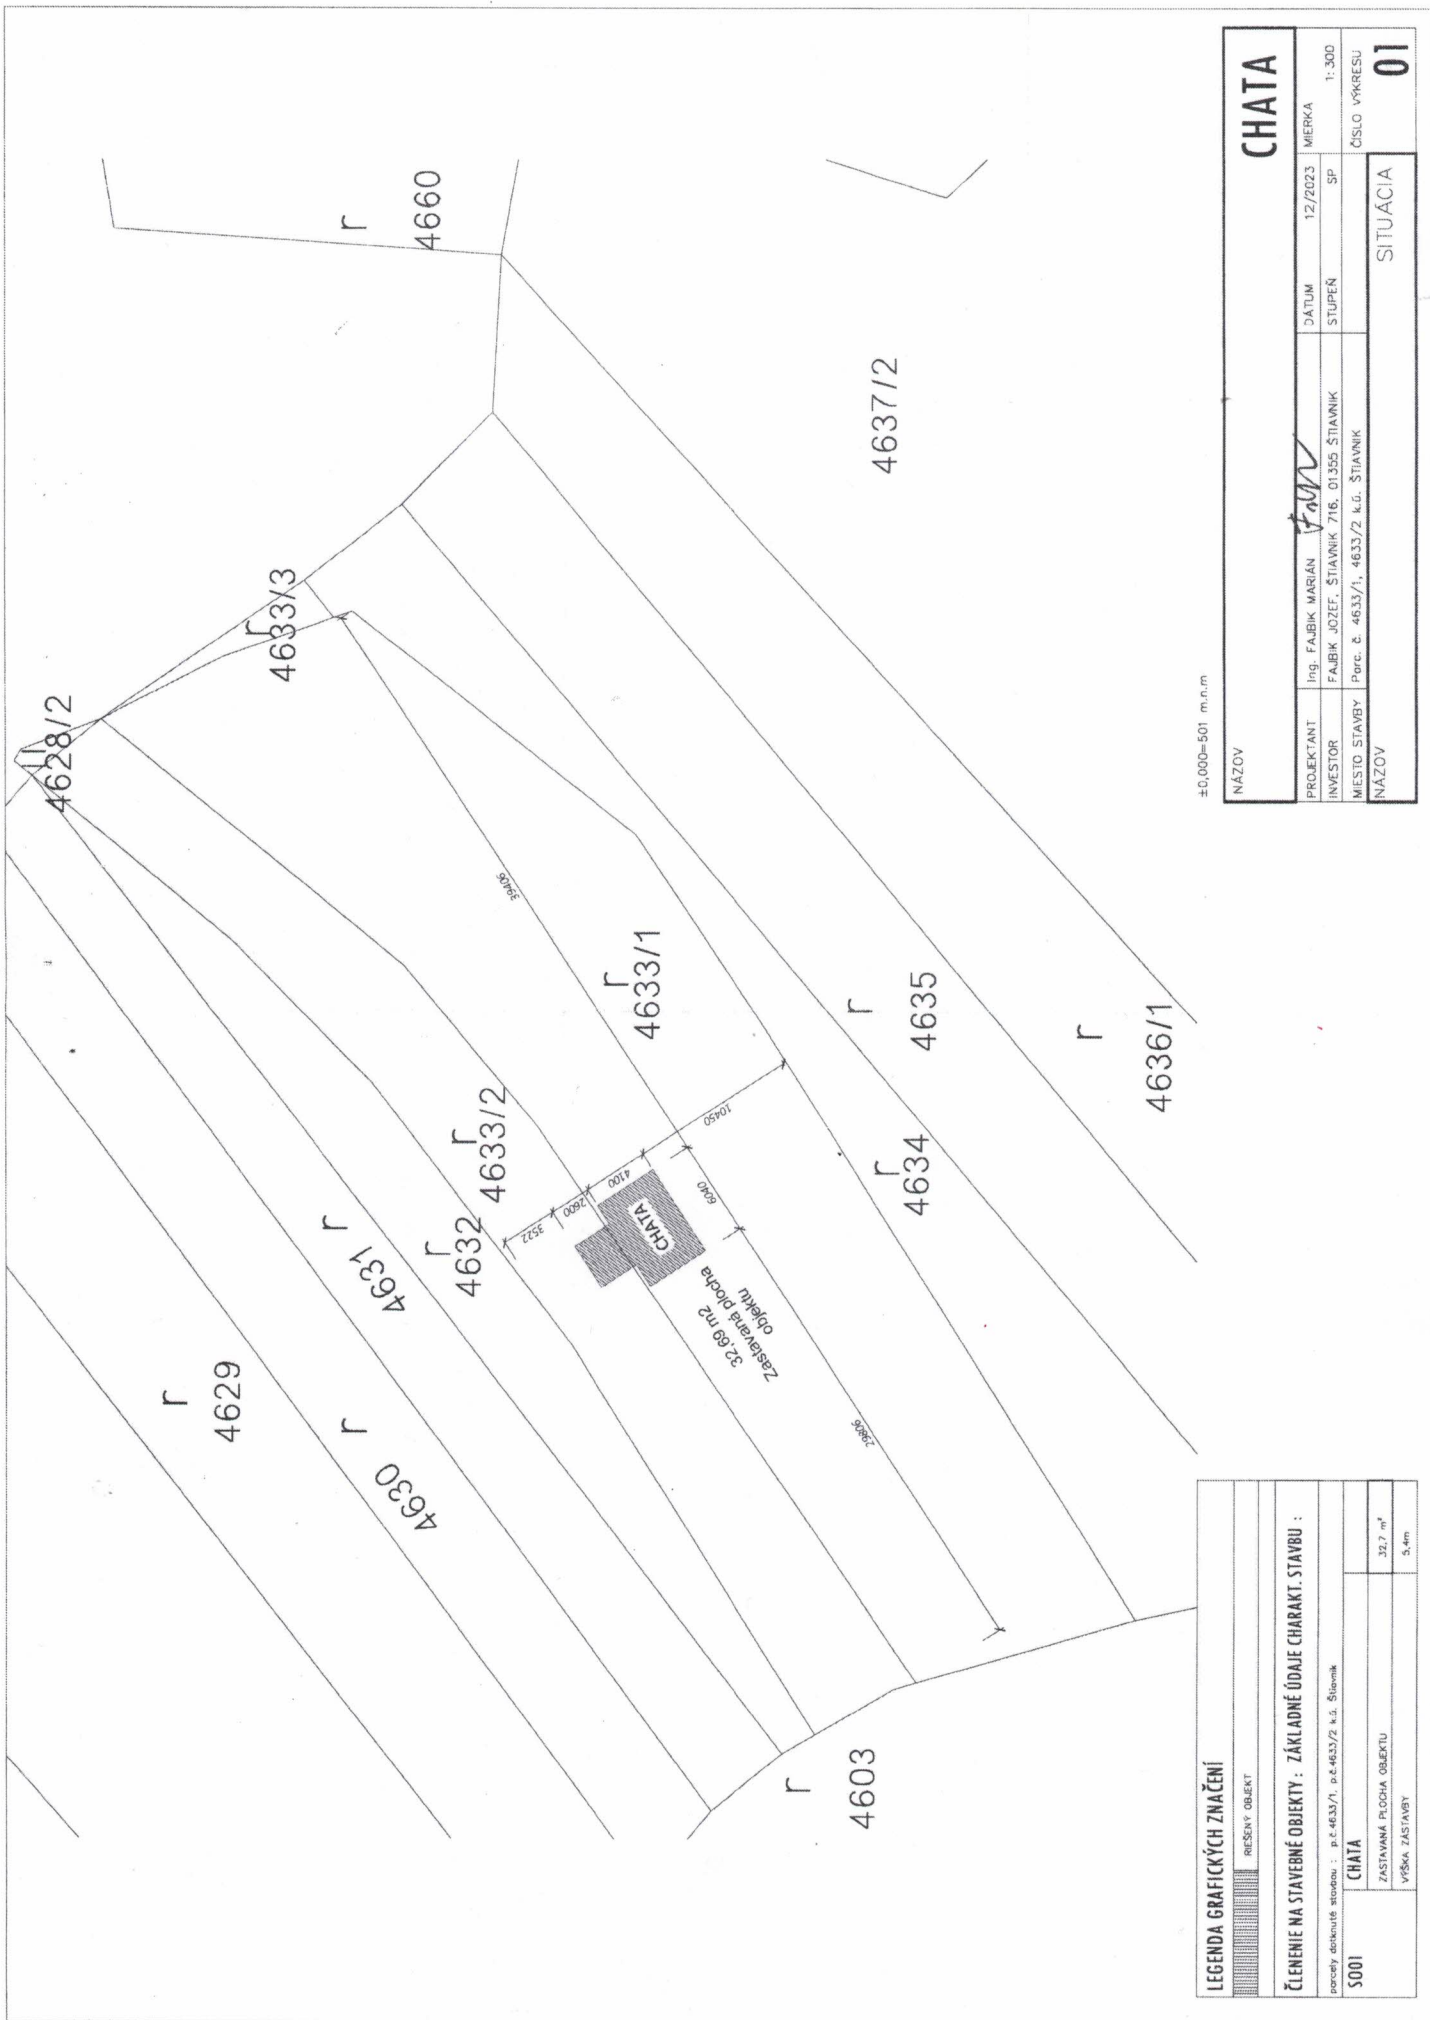 r
4660
4628/2
r
4633/3
4637/2
39406
r
4633/1
r
4635
r
4636/1
r
4633/2
r
4632
4631 r
r
4629
r
4630
3522
2600
4100
10450
6040
CHATA
32,69 m2
Zastavaná plocha
objektu
29806
r
4634
r
4603
±0,000=501 m.n.m
NÁZOV
CHATA
PROJEKTANT Ing. FAJBIK MARIÁN DÁTUM 12/2023 MIERKA
INVESTOR FAJBIK JOZEF, ŠTIAVNIK 716, 01355 ŠTIAVNIK STUPEŇ SP 1:300
MIESTO STAVBY Parc. č. 4633/1, 4633/2 k.ú. ŠTIAVNIK ČÍSLO VÝKRESU
NÁZOV SITUÁCIA 01
LEGENDA GRAFICKÝCH ZNAČENÍ
RIEŠENÝ OBJEKT
ČLENENIE NA STAVEBNÉ OBJEKTY: ZÁKLADNÉ ÚDAJE CHARAKT. STAVBU :
parcely dotknuté stavbou : p.č.4633/1, p.č.4633/2 k.ú. Štiavnik
SO01 CHATA
ZASTAVANÁ PLOCHA OBJEKTU 32,7 m²
VÝŠKA ZÁSTAVBY 5,4m